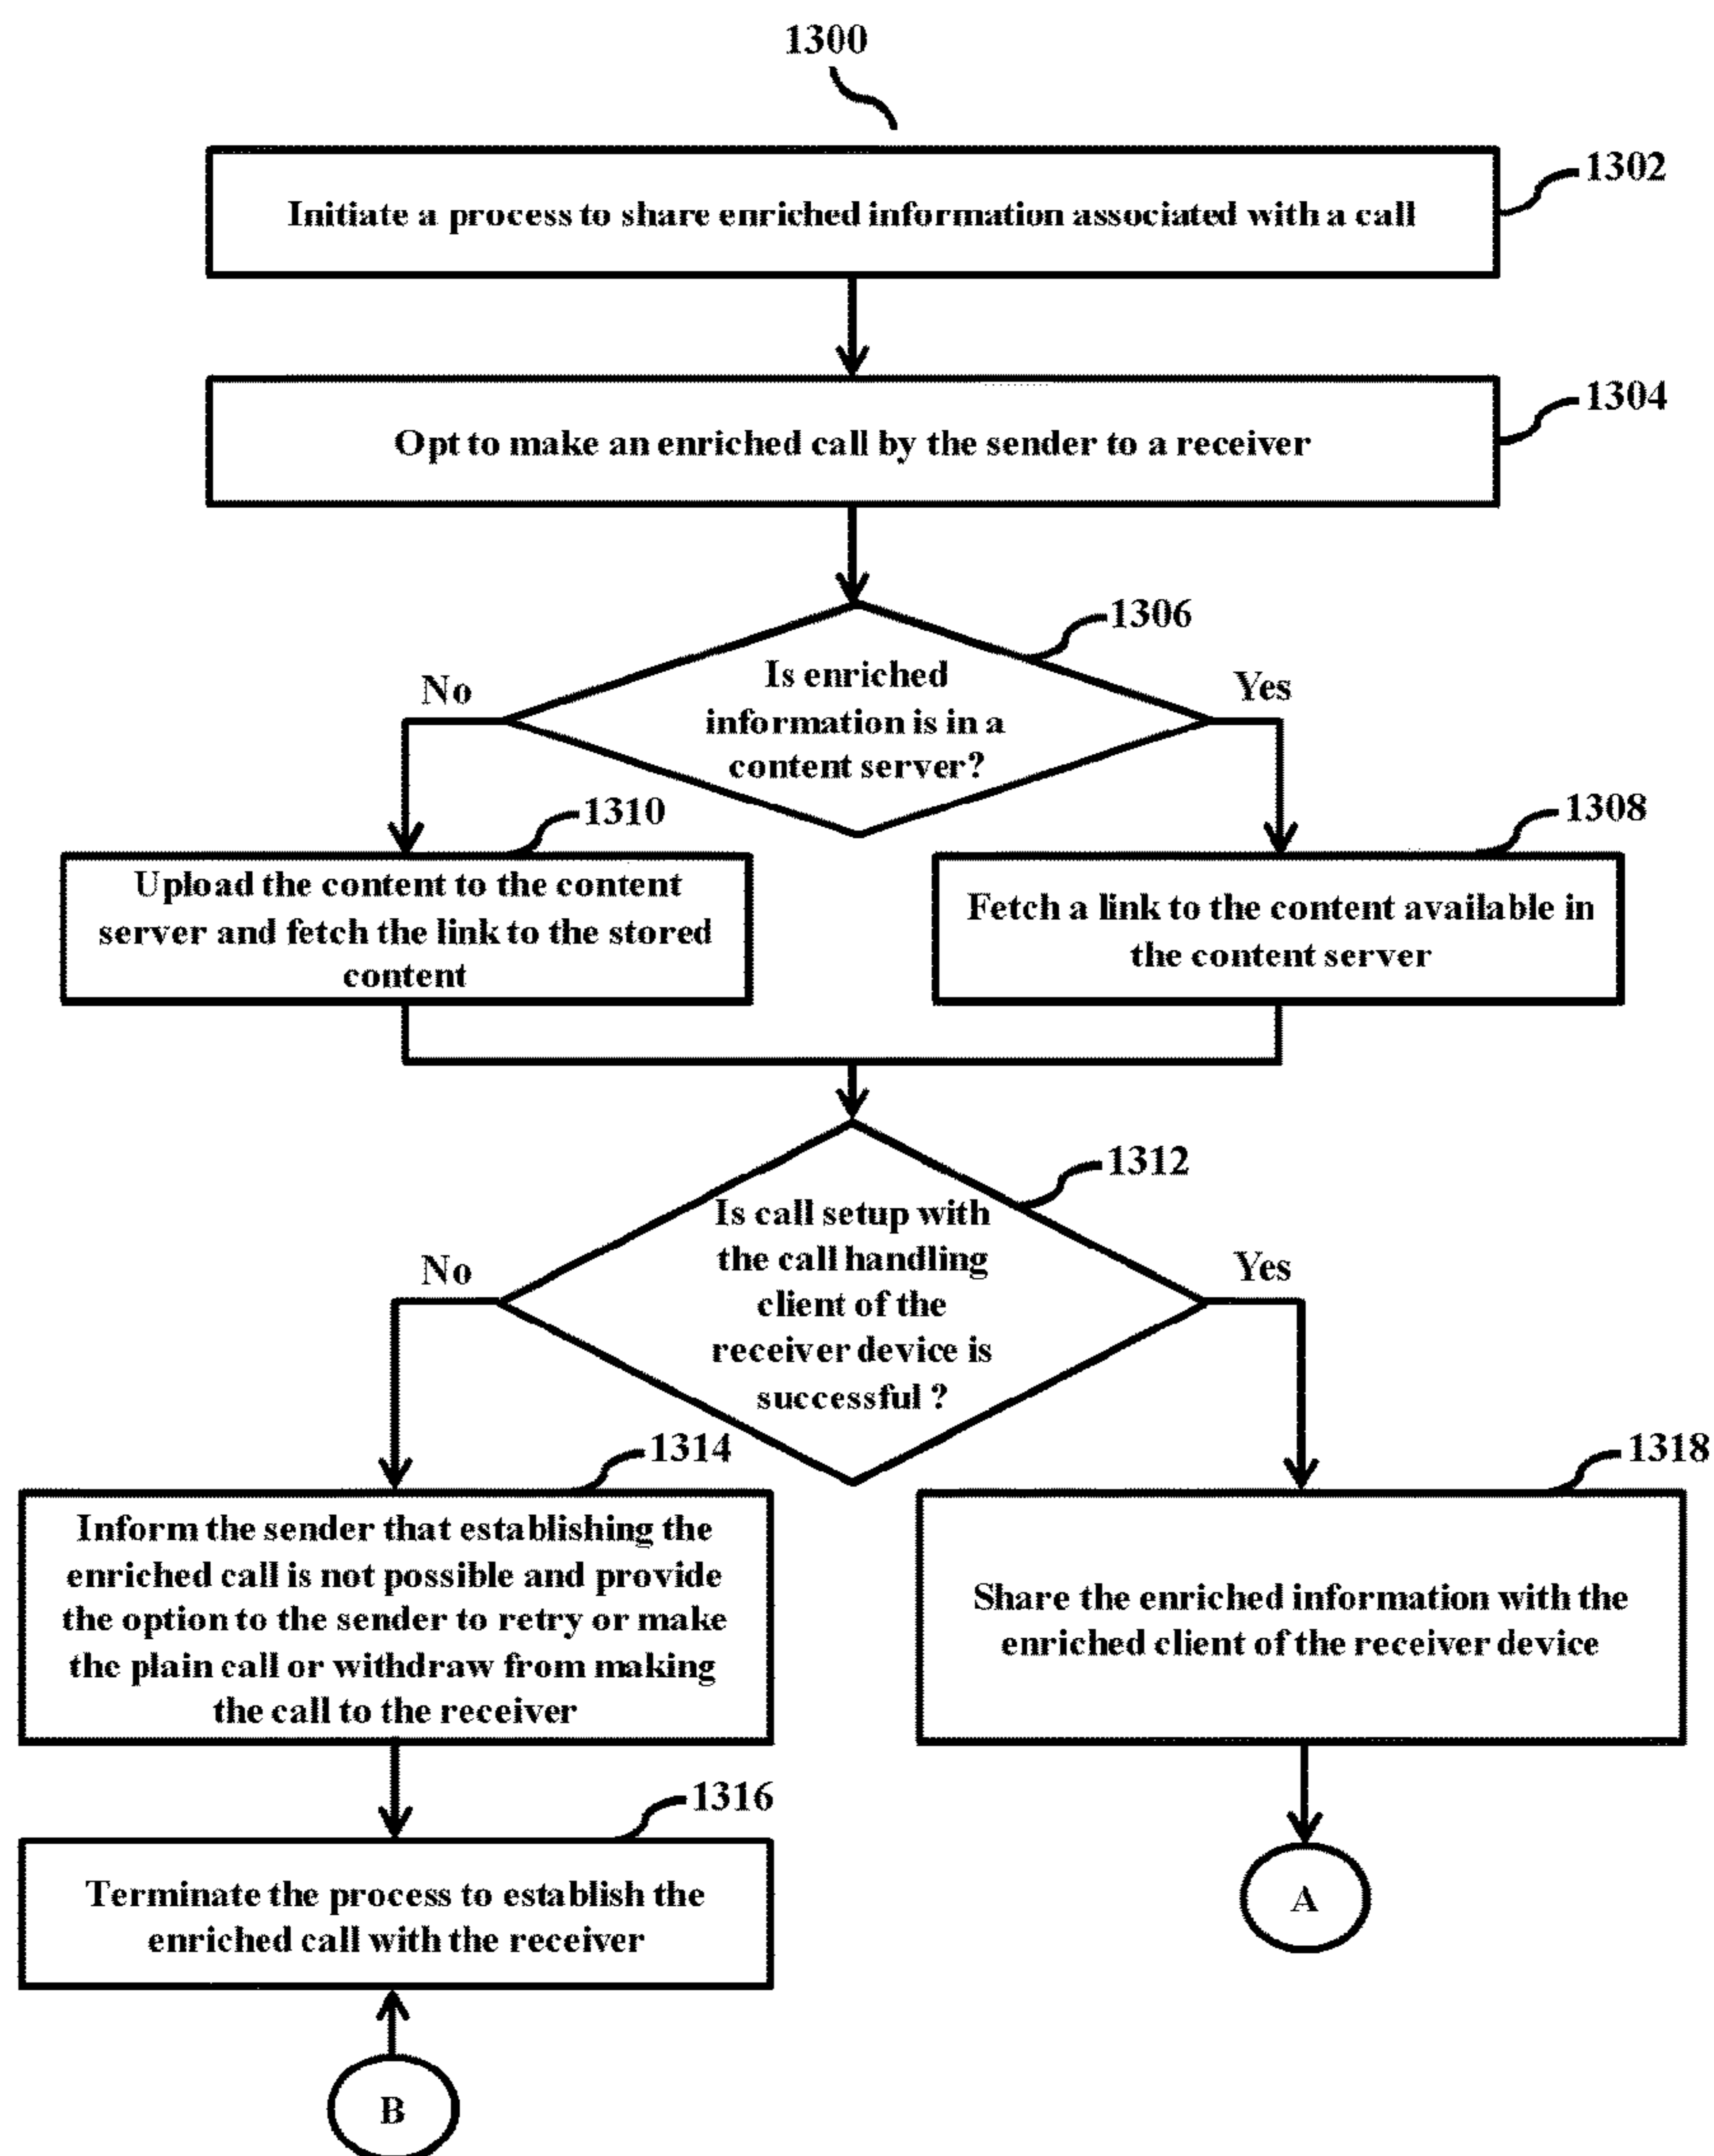 1300
1302
Initiate a process to share enriched information associated with a call
1304
Opt to make an enriched call by the sender to a receiver
1306
Is enriched
information is in a
content server?
No
Yes
1310
Upload the content to the content
server and fetch the link to the stored
content
1308
Fetch a link to the content available in
the content server
1312
Is call setup with
the call handling
client of the
receiver device is
successful ?
No
Yes
1314
Inform the sender that establishing the
enriched call is not possible and provide
the option to the sender to retry or make
the plain call or withdraw from making
the call to the receiver
1318
Share the enriched information with the
enriched client of the receiver device
1316
Terminate the process to establish the
enriched call with the receiver
A
B